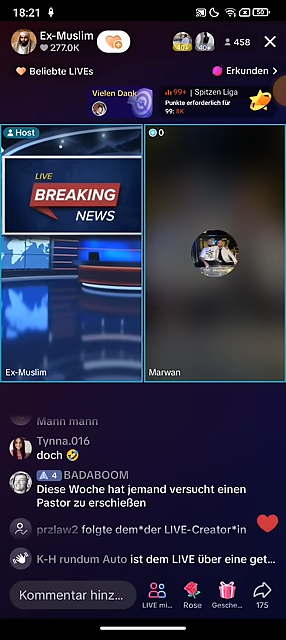 18:21
50
Ex-Muslim
277.0K
40+
40+
458
Beliebte LIVEs
Erkunden
Vielen Dank
99+ | Spitzen Liga
Punkte erforderlich für
99: 8K
Host
0
LIVE
BREAKING
NEWS
Ex-Muslim
Marwan
Mann mann
Tynna.016
doch 🤣
4 BADABOOM
Diese Woche hat jemand versucht einen
Pastor zu erschießen
przlaw2 folgte dem*der LIVE-Creator*in
K-H rundum Auto ist dem LIVE über eine get...
Kommentar hinz...
LIVE mi...
Rose
Gesche...
175